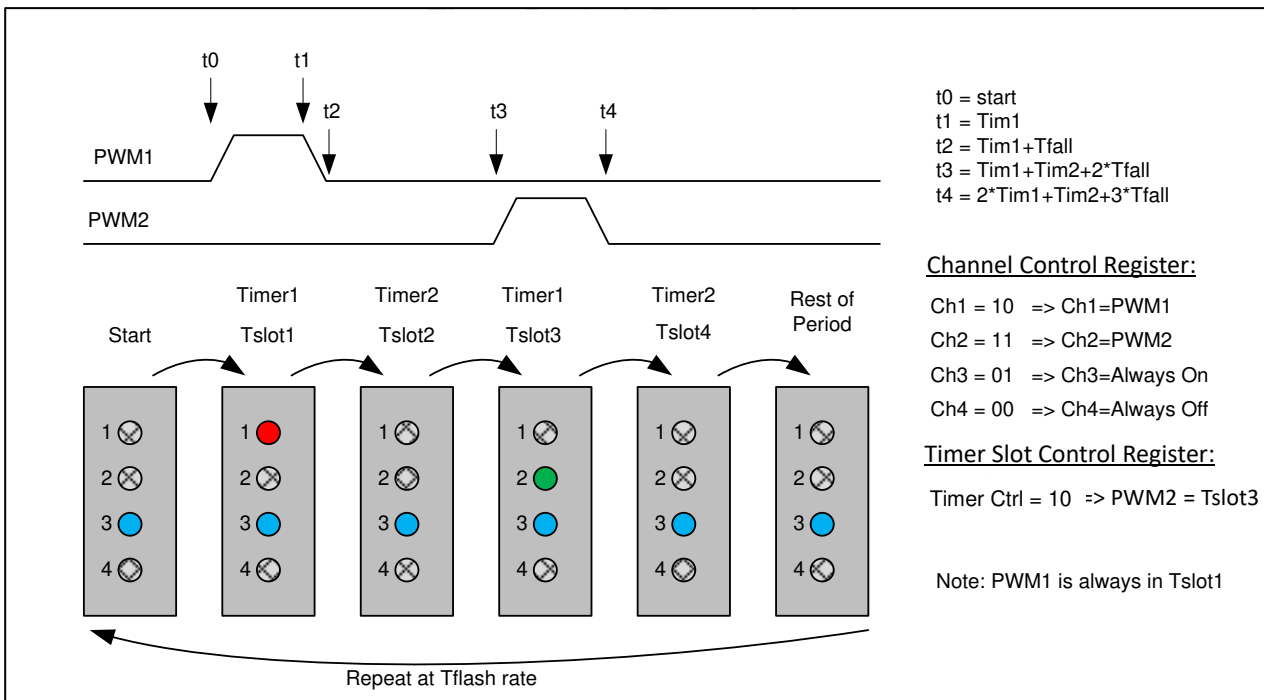 t0
t1
t2
t3
t4
PWM1
PWM2
t0 = start
t1 = Tim1
t2 = Tim1+Tfall
t3 = Tim1+Tim2+2*Tfall
t4 = 2*Tim1+Tim2+3*Tfall
Channel Control Register:
Ch1 = 10 => Ch1=PWM1
Ch2 = 11 => Ch2=PWM2
Ch3 = 01 => Ch3=Always On
Ch4 = 00 => Ch4=Always Off
Timer Slot Control Register:
Timer Ctrl = 10 => PWM2 = Tslot3
Note: PWM1 is always in Tslot1
Start
Timer1
Tslot1
Timer2
Tslot2
Timer1
Tslot3
Timer2
Tslot4
Rest of
Period
1
2
3
4
1
2
3
4
1
2
3
4
1
2
3
4
1
2
3
4
1
2
3
4
Repeat at Tflash rate